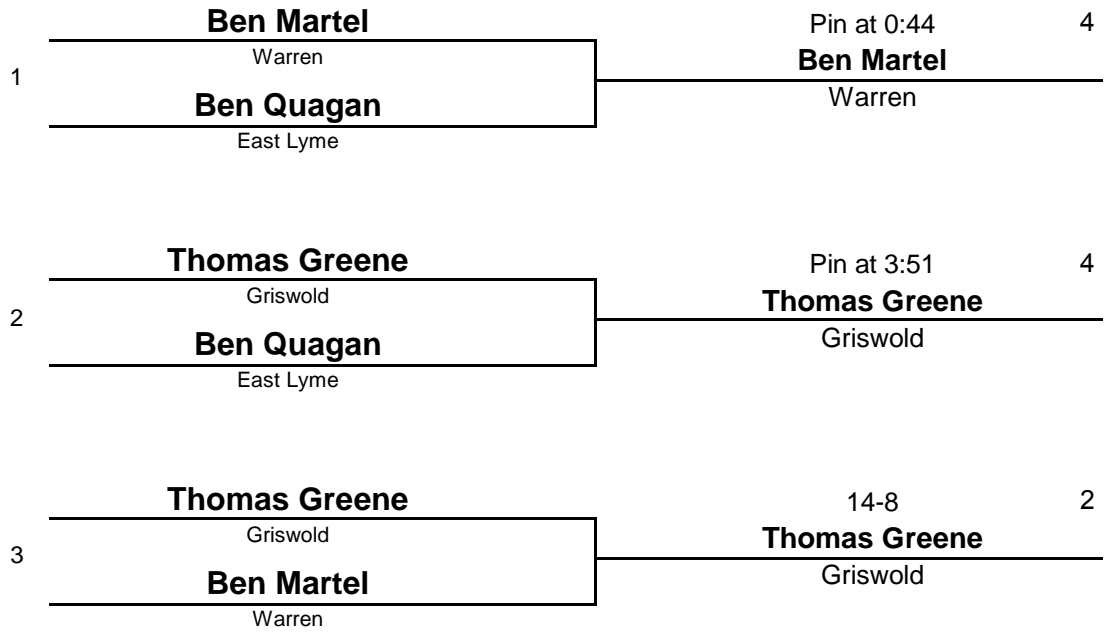 Ben Martel
Warren
1
Ben Quagan
East Lyme
Pin at 0:44 4
Ben Martel
Warren
Thomas Greene
Griswold
2
Ben Quagan
East Lyme
Pin at 3:51 4
Thomas Greene
Griswold
Thomas Greene
Griswold
3
Ben Martel
Warren
14-8 2
Thomas Greene
Griswold